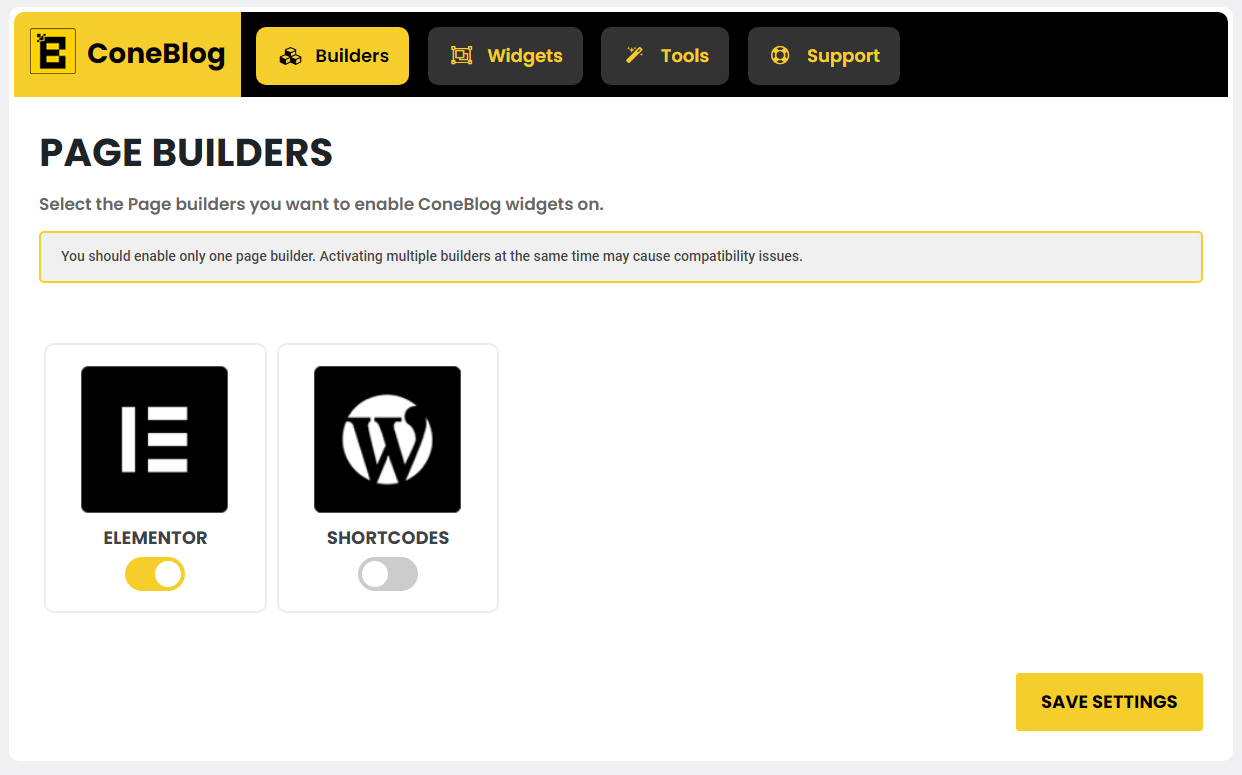 ConeBlog
Builders
Widgets
Tools
Support
PAGE BUILDERS
Select the Page builders you want to enable ConeBlog widgets on.
You should enable only one page builder. Activating multiple builders at the same time may cause compatibility issues.
ELEMENTOR
SHORTCODES
SAVE SETTINGS